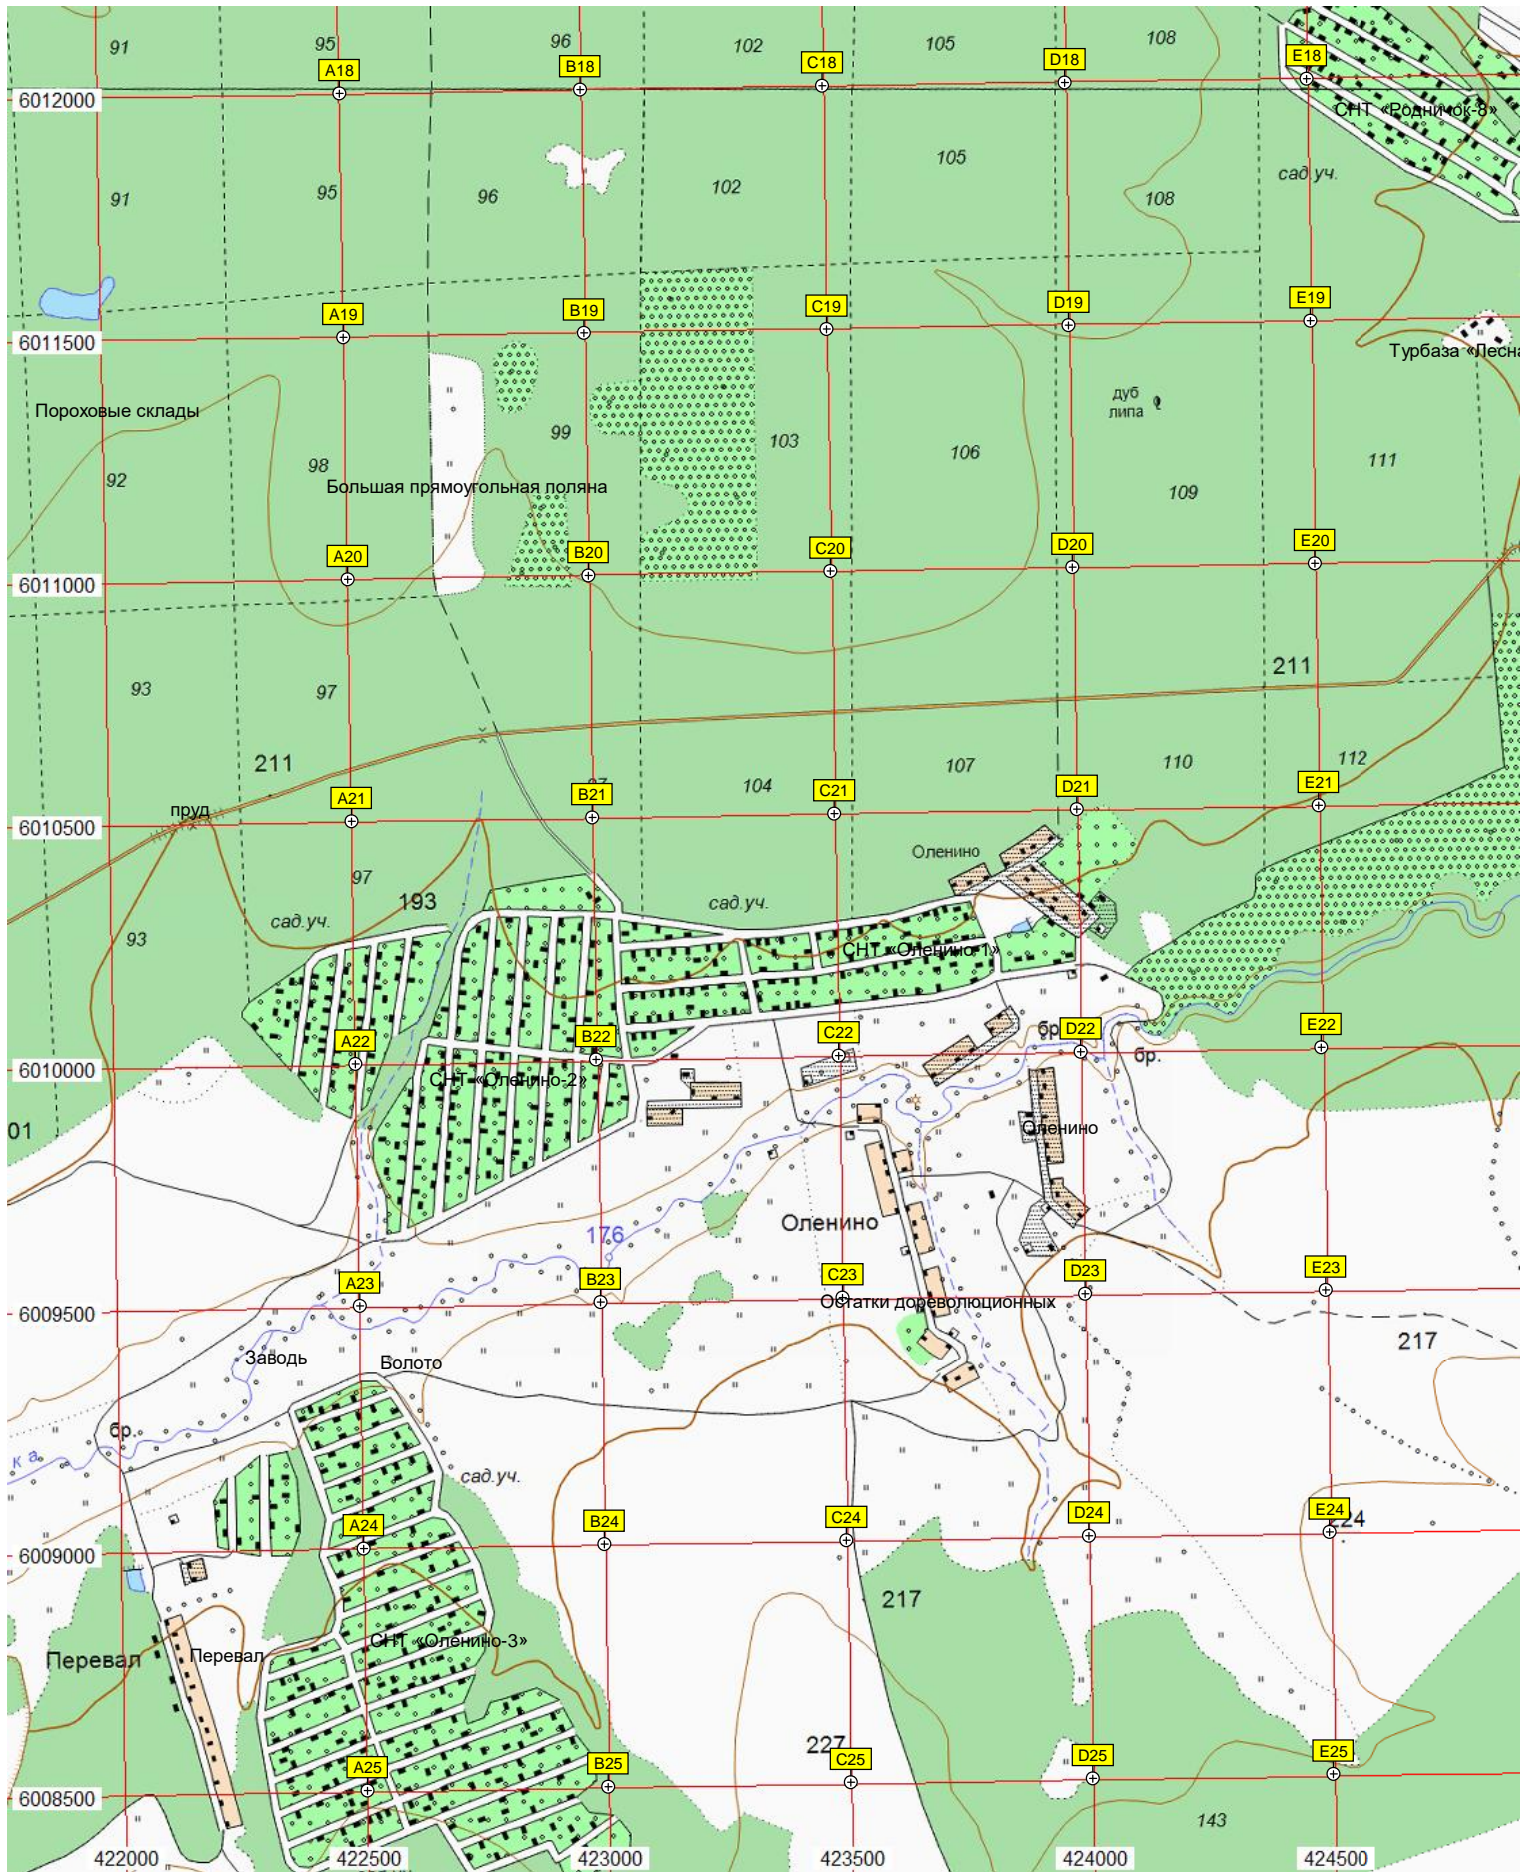 91
95
96
102
105
108
A18
B18
C18
D18
E18
6012000
СНТ «Родничок-8»
сад.уч.
91
95
96
102
105
108
A19
B19
C19
D19
E19
6011500
Турбаза «Лесна
дуб
липа
Пороховые склады
92
98
99
103
106
109
111
Большая прямоугольная поляна
A20
B20
C20
D20
E20
6011000
93
97
211
211
97
104
107
110
112
пруд
A21
B21
C21
D21
E21
6010500
Оленино
97
193
сад.уч.
сад.уч.
93
СНТ «Оленино-1»
A22
B22
C22
бр.
D22
E22
бр.
6010000
СНТ «Оленино-2»
01
Оленино
Оленино
176
A23
B23
C23
D23
E23
6009500
Остатки дореволюционных
217
Заводь
Болото
бр.
ка
сад.уч.
A24
B24
C24
D24
E24
224
6009000
217
СНТ «Оленино-3»
Перевал
Перевал
227
A25
B25
C25
D25
E25
6008500
143
422000
422500
423000
423500
424000
424500